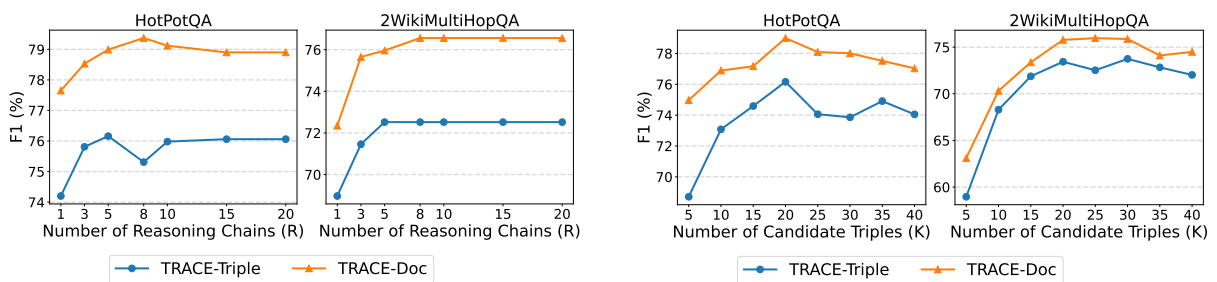 HotPotQA
2WikiMultiHopQA
F1 (%)
79
78
77
76
75
74
1 3 5 8 10 15 20
Number of Reasoning Chains (R)
76
74
72
70
1 3 5 8 10 15 20
Number of Reasoning Chains (R)
TRACE-Triple TRACE-Doc
HotPotQA
2WikiMultiHopQA
F1 (%)
78
76
74
72
70
5 10 15 20 25 30 35 40
Number of Candidate Triples (K)
75
70
65
60
5 10 15 20 25 30 35 40
Number of Candidate Triples (K)
TRACE-Triple TRACE-Doc